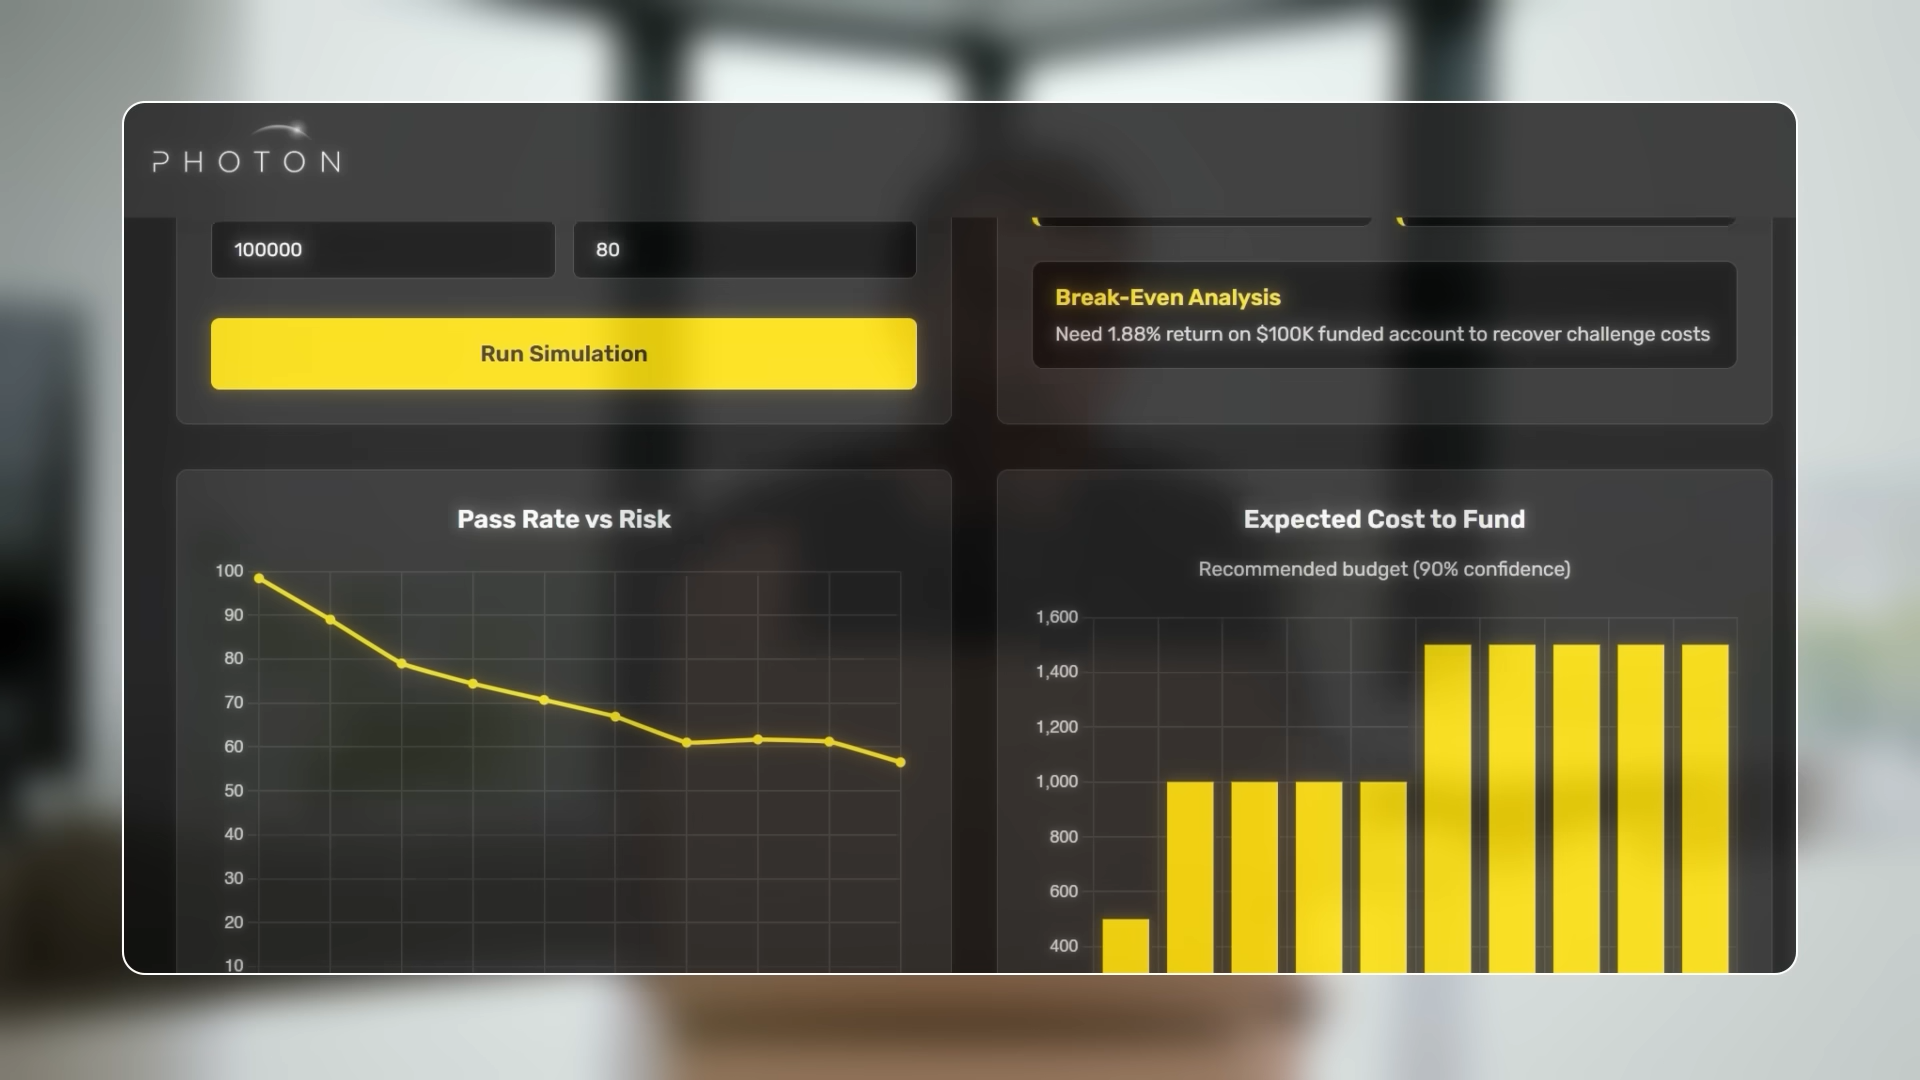 PHOTON
100000
80
Run Simulation
Break-Even Analysis
Need 1.88% return on $100K funded account to recover challenge costs
Pass Rate vs Risk
100
90
80
70
60
50
40
30
20
10
Expected Cost to Fund
Recommended budget (90% confidence)
1,600
1,400
1,200
1,000
800
600
400